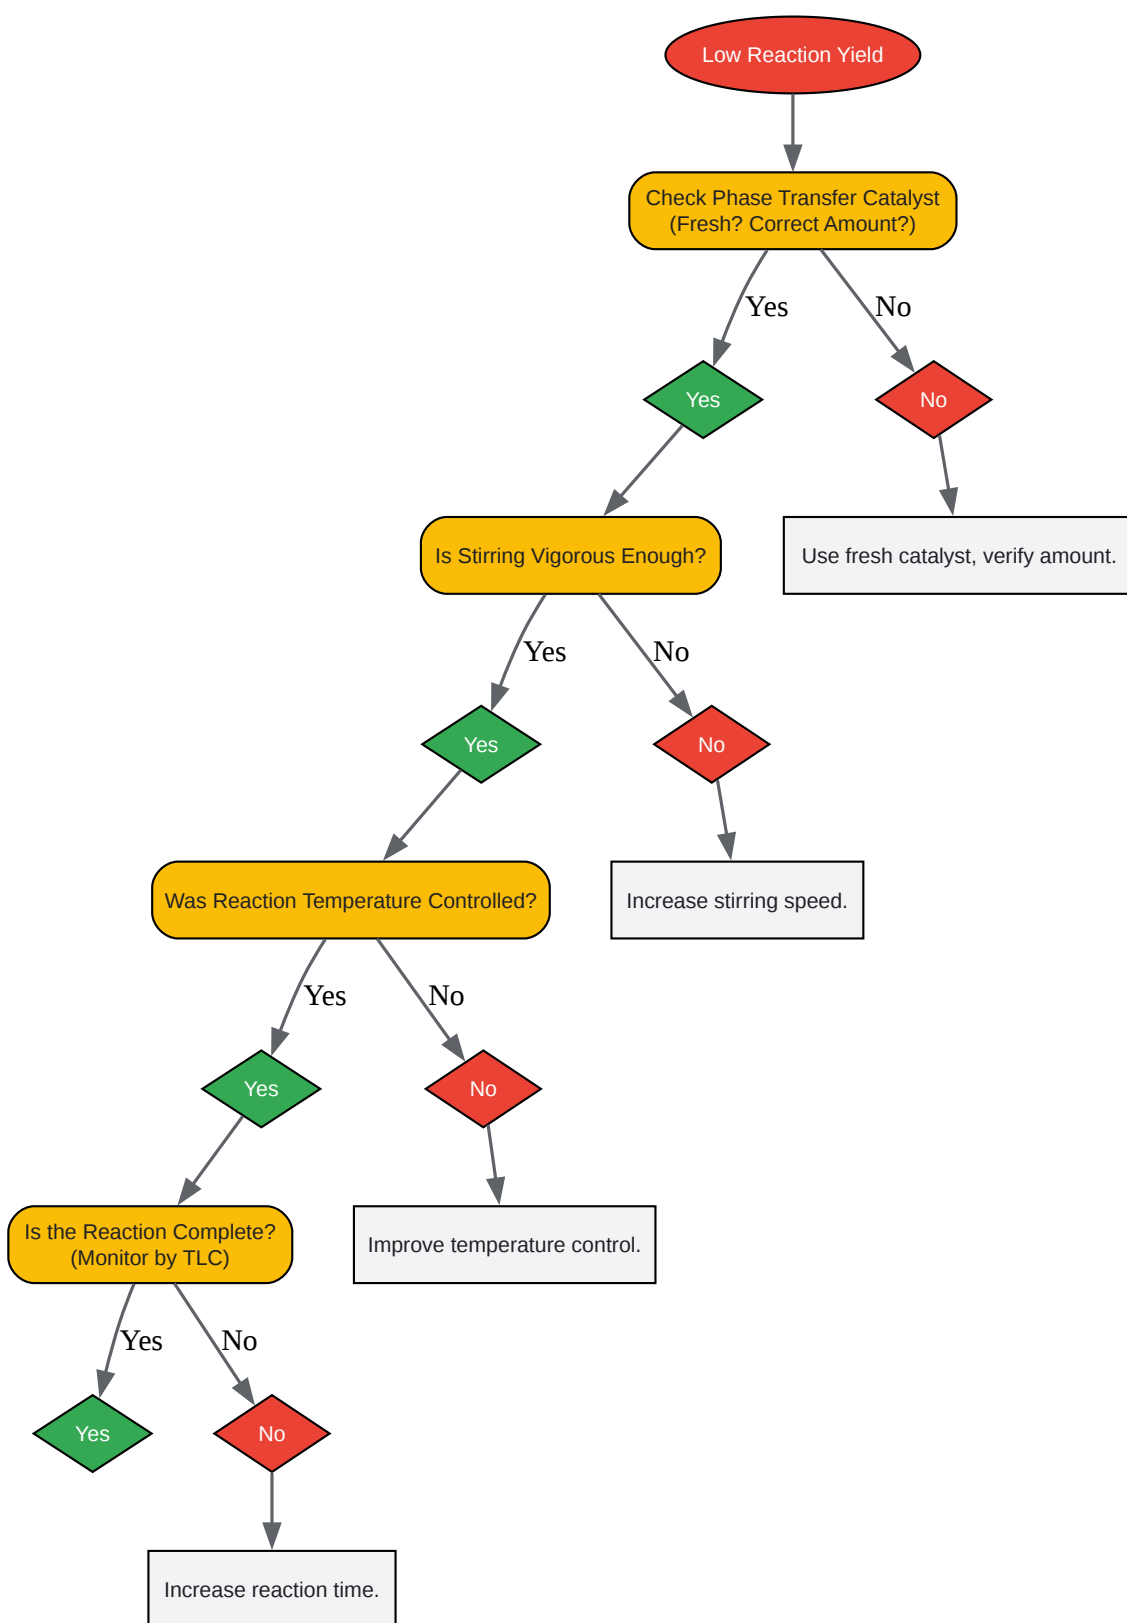 Low Reaction Yield
Check Phase Transfer Catalyst
(Fresh? Correct Amount?)
Yes
No
Yes
No
Is Stirring Vigorous Enough?
Use fresh catalyst, verify amount.
Yes
No
Yes
No
Was Reaction Temperature Controlled?
Increase stirring speed.
Yes
No
Yes
No
Is the Reaction Complete?
(Monitor by TLC)
Improve temperature control.
Yes
No
Yes
No
Increase reaction time.